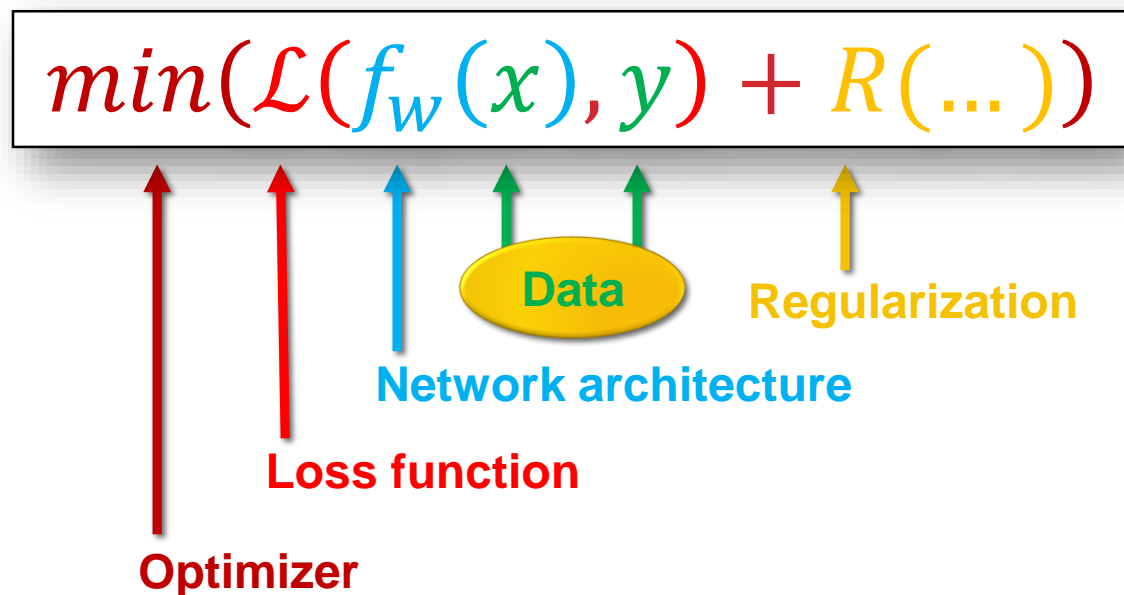 min(ℒ(f_w(x), y) + R(...))
Data
Regularization
Network architecture
Loss function
Optimizer